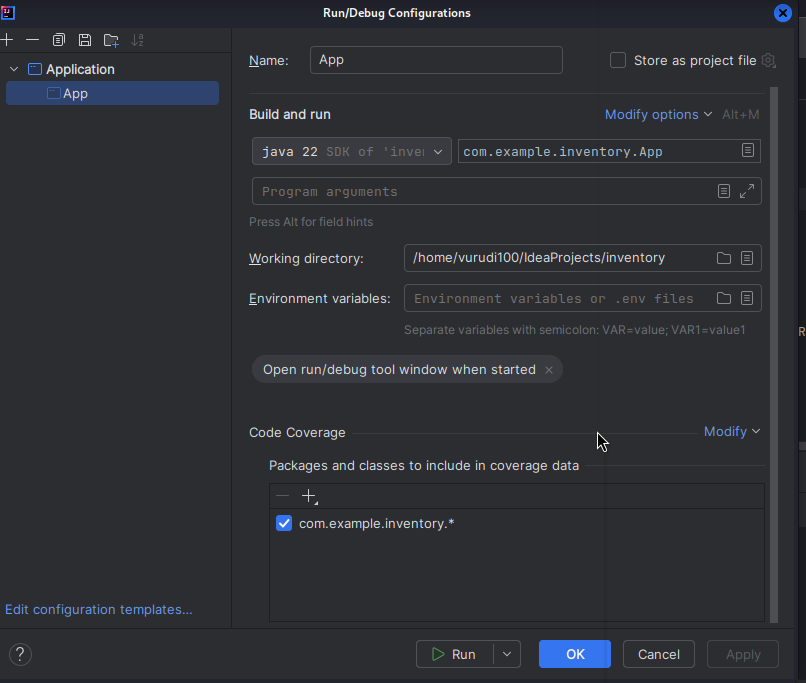 Run/Debug Configurations
Application
App
Edit configuration templates...
Name: App
Store as project file
Build and run
Modify options Alt+M
java 22 SDK of 'inve
com.example.inventory.App
Program arguments
Press Alt for field hints
Working directory: /home/vurudi100/IdeaProjects/inventory
Environment variables: Environment variables or .env files
Separate variables with semicolon: VAR=value; VAR1=value1
Open run/debug tool window when started
Code Coverage
Modify
Packages and classes to include in coverage data
com.example.inventory.*
?
Run
OK
Cancel
Apply